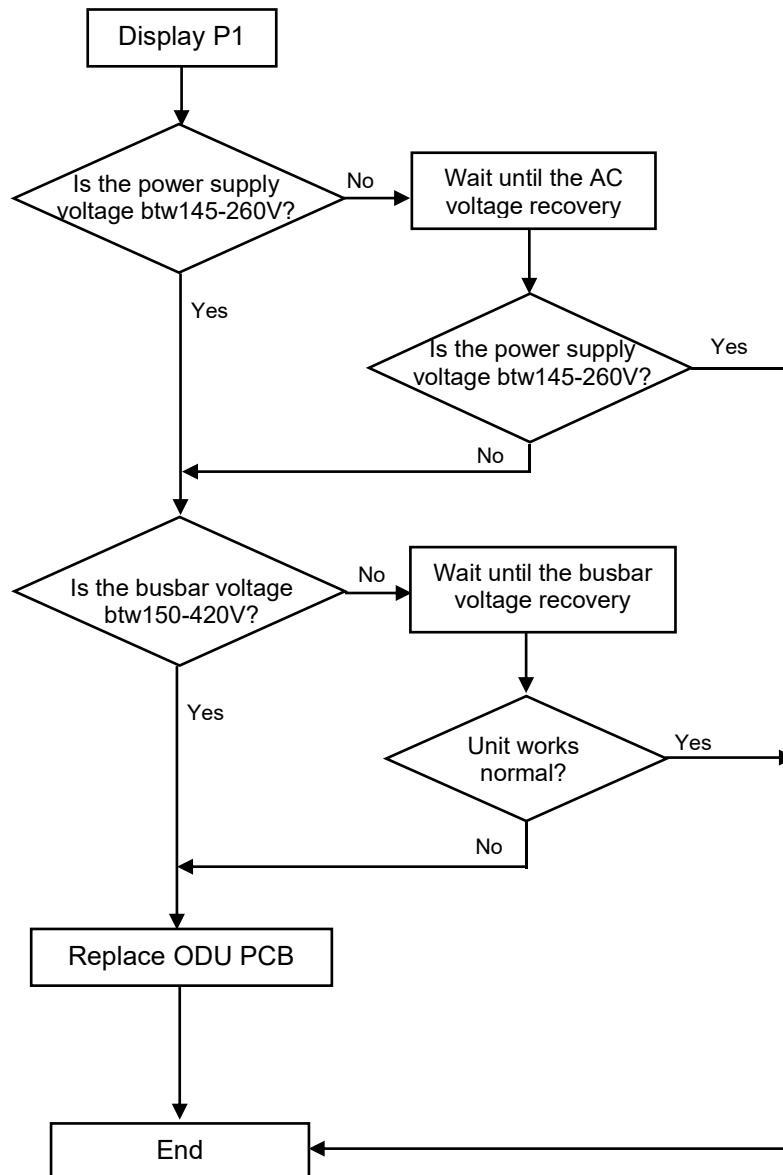 Display P1
Is the power supply
voltage btw145-260V?
No
Wait until the AC
voltage recovery
Yes
Is the power supply
voltage btw145-260V?
Yes
No
Is the busbar voltage
btw150-420V?
No
Wait until the busbar
voltage recovery
Yes
Unit works
normal?
Yes
No
Replace ODU PCB
End